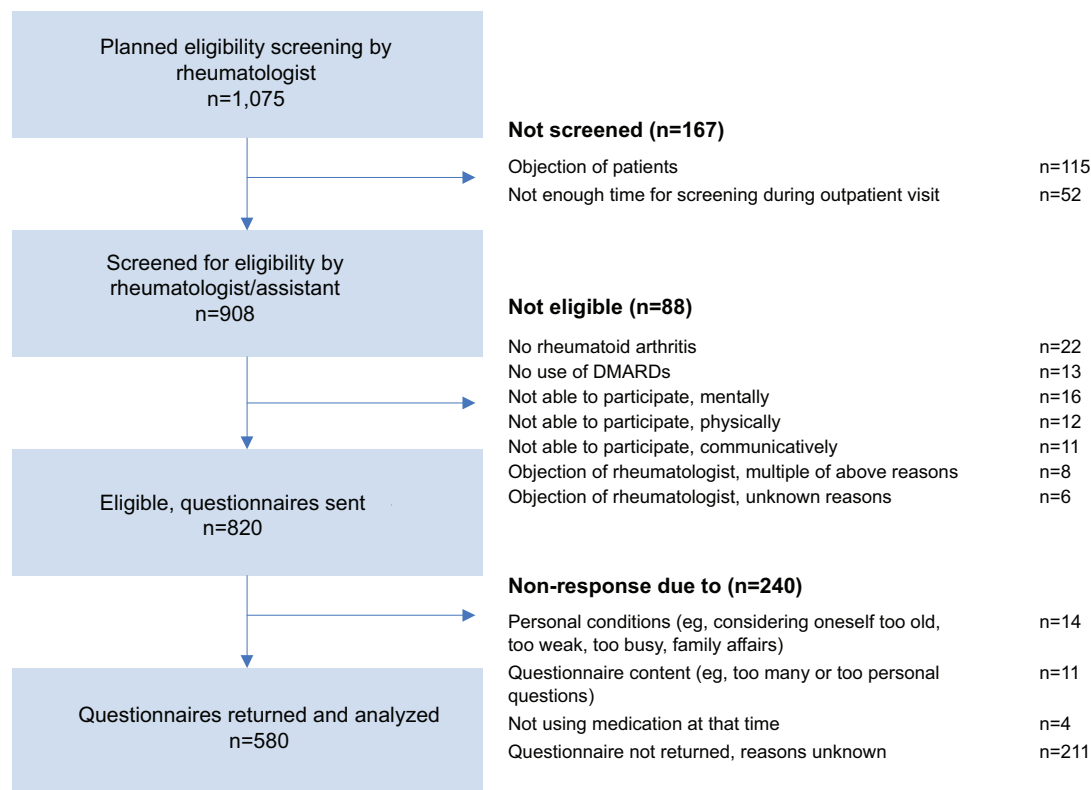 Planned eligibility screening by
rheumatologist
n=1,075
Not screened (n=167)
Objection of patients n=115
Not enough time for screening during outpatient visit n=52
Screened for eligibility by
rheumatologist/assistant
n=908
Not eligible (n=88)
No rheumatoid arthritis n=22
No use of DMARDs n=13
Not able to participate, mentally n=16
Not able to participate, physically n=12
Not able to participate, communicatively n=11
Objection of rheumatologist, multiple of above reasons n=8
Objection of rheumatologist, unknown reasons n=6
Eligible, questionnaires sent
n=820
Non-response due to (n=240)
Personal conditions (eg, considering oneself too old, n=14
too weak, too busy, family affairs)
Questionnaire content (eg, too many or too personal n=11
questions)
Not using medication at that time n=4
Questionnaire not returned, reasons unknown n=211
Questionnaires returned and analyzed
n=580